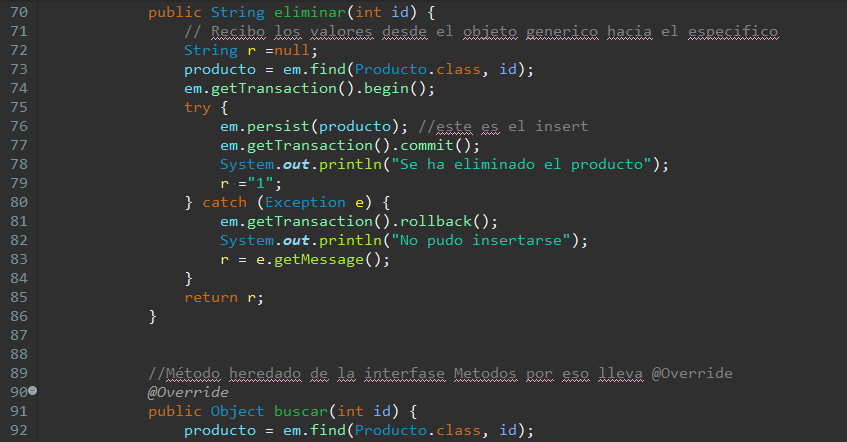 70 public String eliminar(int id) {
71 // Recibo los valores desde el objeto generico hacia el especifico
72 String r =null;
73 producto = em.find(Producto.class, id);
74 em.getTransaction().begin();
75 try {
76 em.persist(producto); //este es el insert
77 em.getTransaction().commit();
78 System.out.println("Se ha eliminado el producto");
79 r ="1";
80 } catch (Exception e) {
81 em.getTransaction().rollback();
82 System.out.println("No pudo insertarse");
83 r = e.getMessage();
84 }
85 return r;
86 }
87
88
89 //Método heredado de la interfase Metodos por eso lleva @Override
90 @Override
91 public Object buscar(int id) {
92 producto = em.find(Producto.class, id);